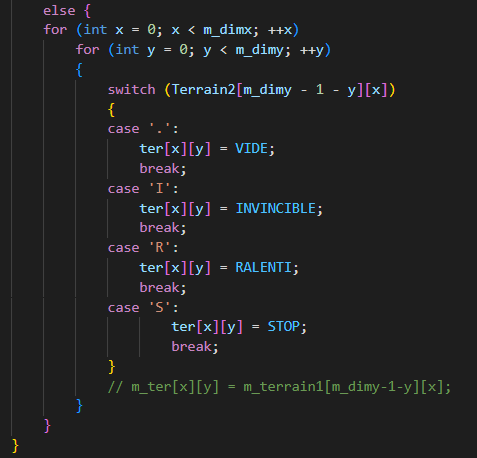 else {
for (int x = 0; x < m_dimx; ++x)
for (int y = 0; y < m_dimy; ++y)
{
switch (Terrain2[m_dimy - 1 - y][x])
{
case '.':
ter[x][y] = VIDE;
break;
case 'I':
ter[x][y] = INVINCIBLE;
break;
case 'R':
ter[x][y] = RALENTI;
break;
case 'S':
ter[x][y] = STOP;
break;
}
// m_ter[x][y] = m_terrain1[m_dimy-1-y][x];
}
}
}